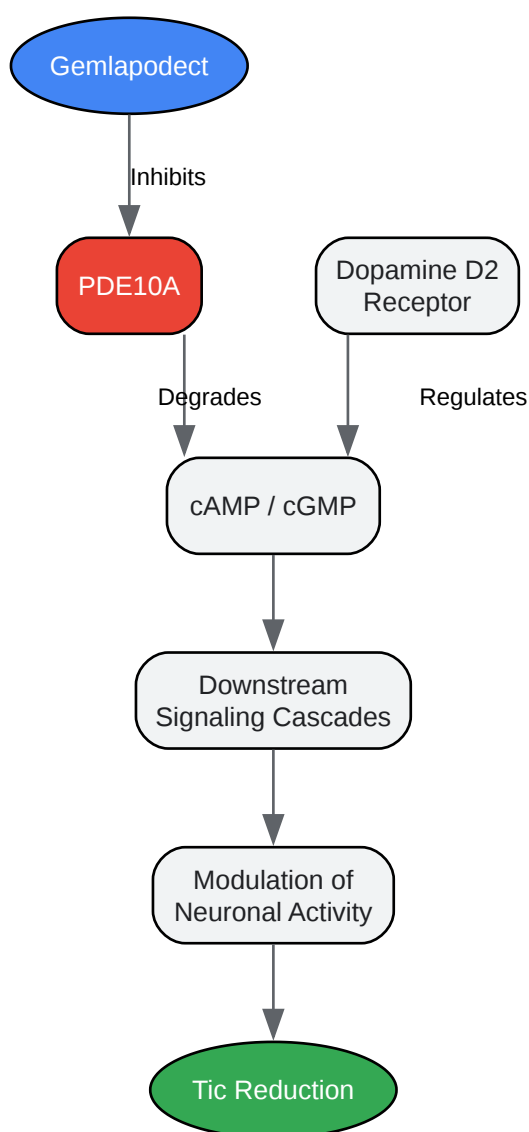 Gemlapodect
Inhibits
PDE10A
Dopamine D2
Receptor
Degrades
Regulates
cAMP / cGMP
Downstream
Signaling Cascades
Modulation of
Neuronal Activity
Tic Reduction